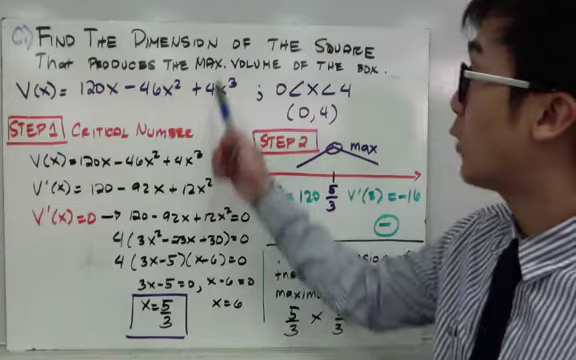 C) FIND THE DIMENSION OF THE SQUARE
THAT PRODUCES THE MAX. VOLUME OF THE BOX.
V(x) = 120x - 46x² + 4x³ ; 0 < x < 4
(0, 4)
STEP 1 CRITICAL NUMBER
V(x) = 120x - 46x² + 4x³
V'(x) = 120 - 92x + 12x²
V'(x) = 0 → 120 - 92x + 12x² = 0
4(3x² - 23x + 30) = 0
4(3x - 5)(x - 6) = 0
3x - 5 = 0, x - 6 = 0
x = 5/3 x = 6
STEP 2
max
= 120 5/3 V'(3) = -16
−
maximu
5/3 x 5/3